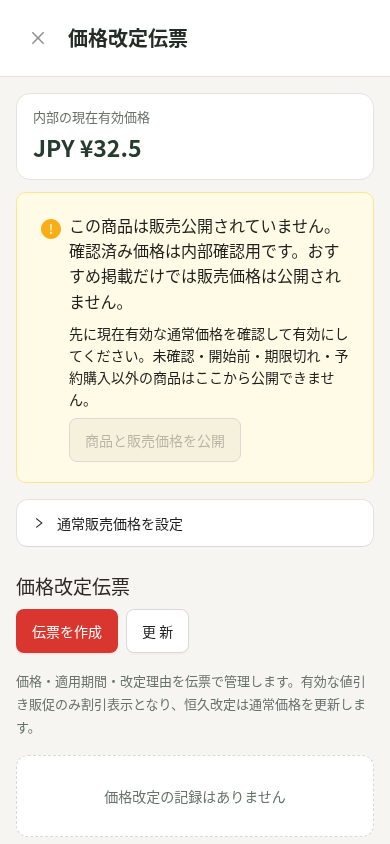 価格改定伝票
内部の現在有効価格
JPY ¥32.5
この商品は販売公開されていません。
確認済み価格は内部確認用です。おす
すめ掲載だけでは販売価格は公開され
ません。
先に現在有効な通常価格を確認して有効にし
てください。未確認・開始前・期限切れ・予
約購入以外の商品はここから公開できませ
ん。
商品と販売価格を公開
通常販売価格を設定
価格改定伝票
伝票を作成
更 新
価格・適用期間・改定理由を伝票で管理します。有効な値引
き販促のみ割引表示となり、恒久改定は通常価格を更新しま
す。
価格改定の記録はありません